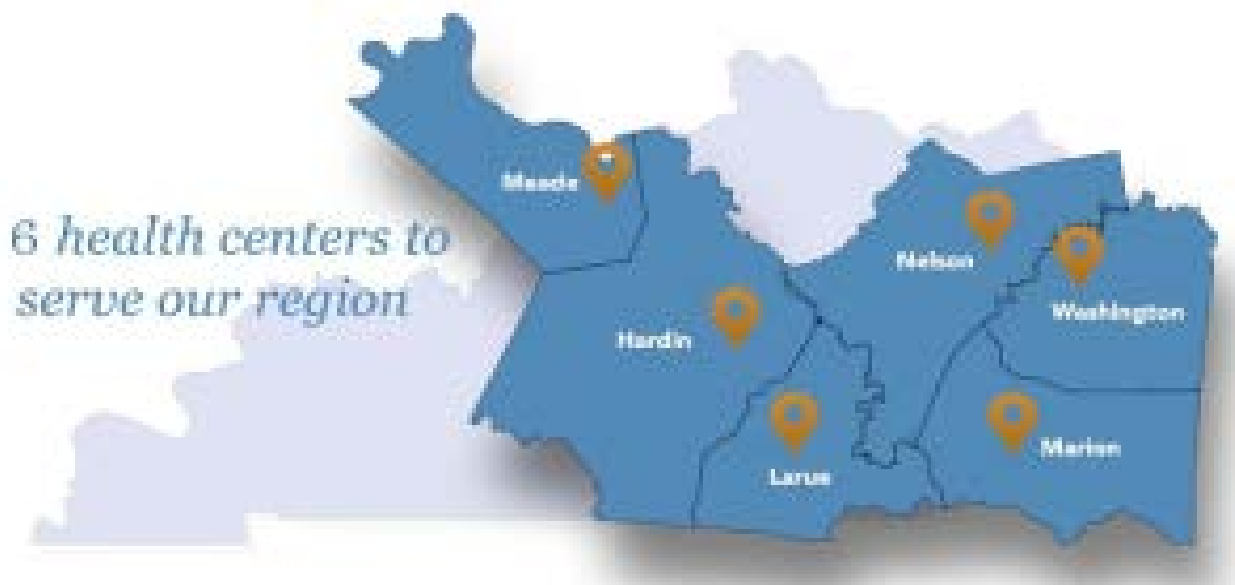 6 health centers to
serve our region
Meade
Hardin
Larue
Nelson
Washington
Marion